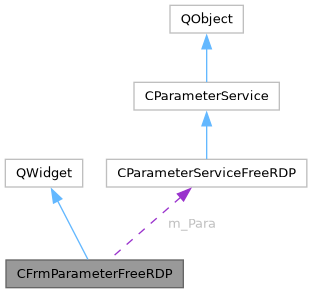 QObject
CParameterService
QWidget
CParameterServiceFreeRDP
m_Para
CFrmParameterFreeRDP